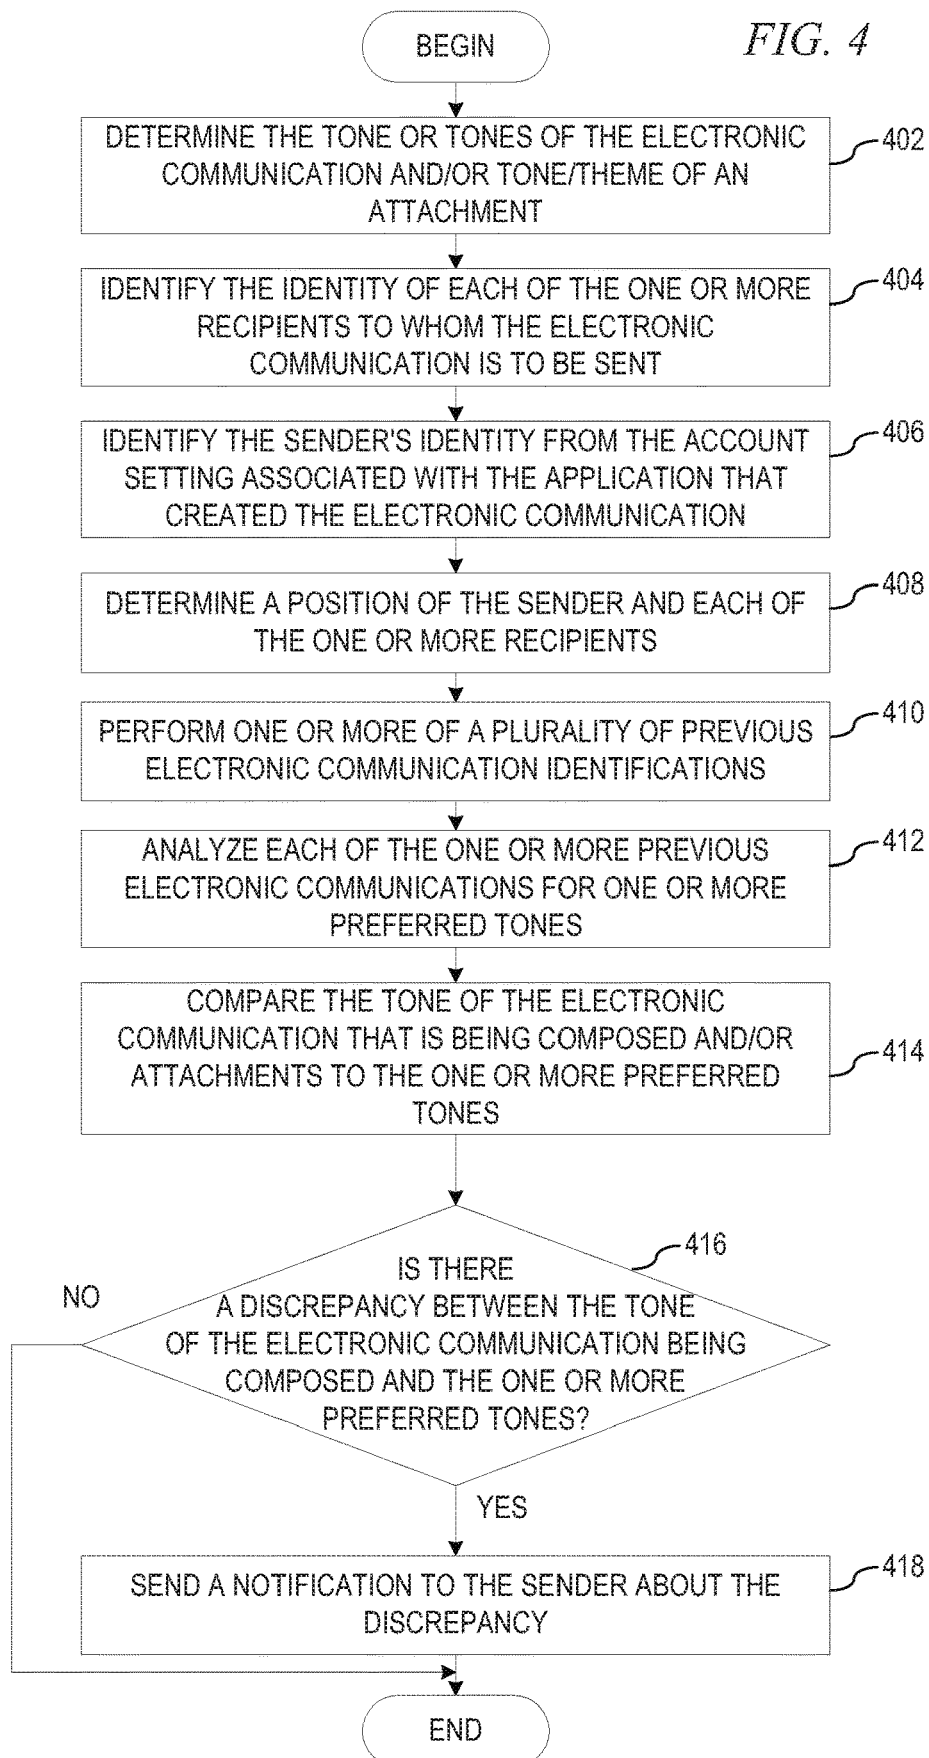 BEGIN
FIG. 4
DETERMINE THE TONE OR TONES OF THE ELECTRONIC
COMMUNICATION AND/OR TONE/THEME OF AN
ATTACHMENT
402
IDENTIFY THE IDENTITY OF EACH OF THE ONE OR MORE
RECIPIENTS TO WHOM THE ELECTRONIC
COMMUNICATION IS TO BE SENT
404
IDENTIFY THE SENDER'S IDENTITY FROM THE ACCOUNT
SETTING ASSOCIATED WITH THE APPLICATION THAT
CREATED THE ELECTRONIC COMMUNICATION
406
DETERMINE A POSITION OF THE SENDER AND EACH OF
THE ONE OR MORE RECIPIENTS
408
PERFORM ONE OR MORE OF A PLURALITY OF PREVIOUS
ELECTRONIC COMMUNICATION IDENTIFICATIONS
410
ANALYZE EACH OF THE ONE OR MORE PREVIOUS
ELECTRONIC COMMUNICATIONS FOR ONE OR MORE
PREFERRED TONES
412
COMPARE THE TONE OF THE ELECTRONIC
COMMUNICATION THAT IS BEING COMPOSED AND/OR
ATTACHMENTS TO THE ONE OR MORE PREFERRED
TONES
414
416
IS THERE
A DISCREPANCY BETWEEN THE TONE
OF THE ELECTRONIC COMMUNICATION BEING
COMPOSED AND THE ONE OR MORE
PREFERRED TONES?
NO
YES
SEND A NOTIFICATION TO THE SENDER ABOUT THE
DISCREPANCY
418
END